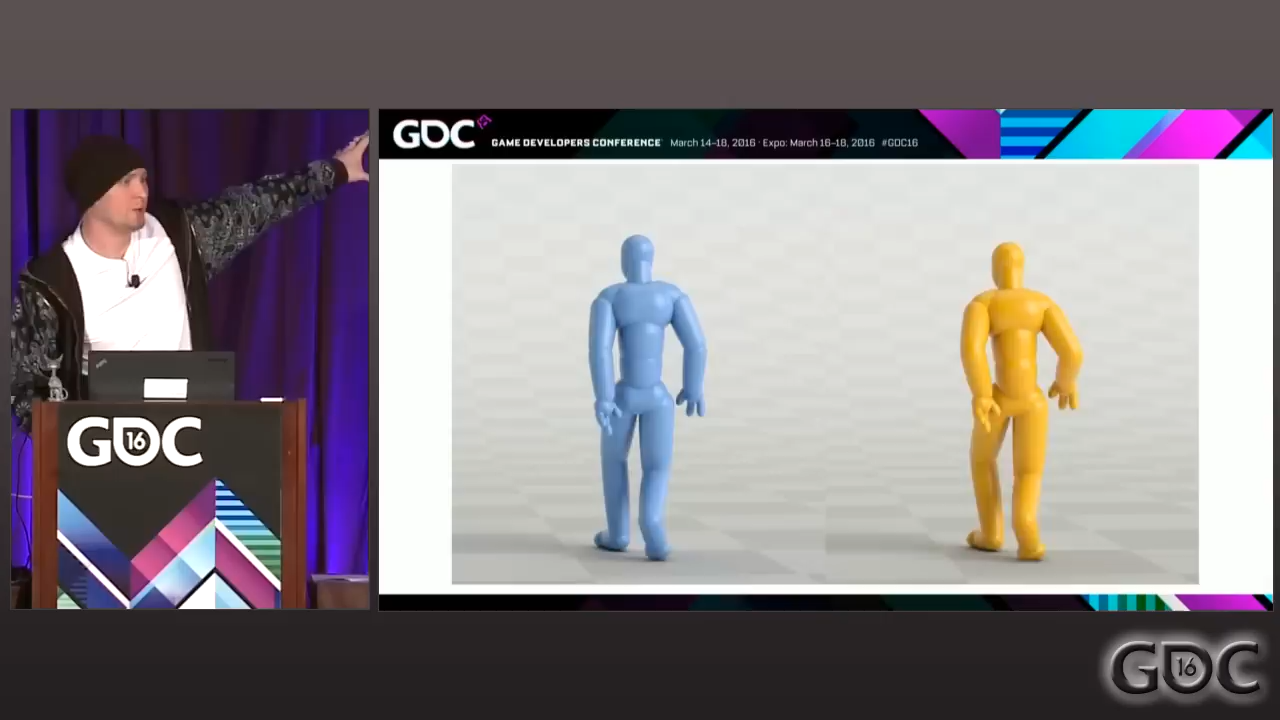 GDC
GAME DEVELOPERS CONFERENCE March 14–18, 2016 · Expo: March 16–18, 2016 #GDC16
GDC
16
GDC
16